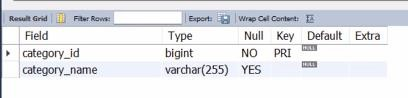 Result Grid Filter Rows: Export: Wrap Cell Content: IA
Field Type Null Key Default Extra
category_id bigint NO PRI NULL
category_name varchar(255) YES NULL